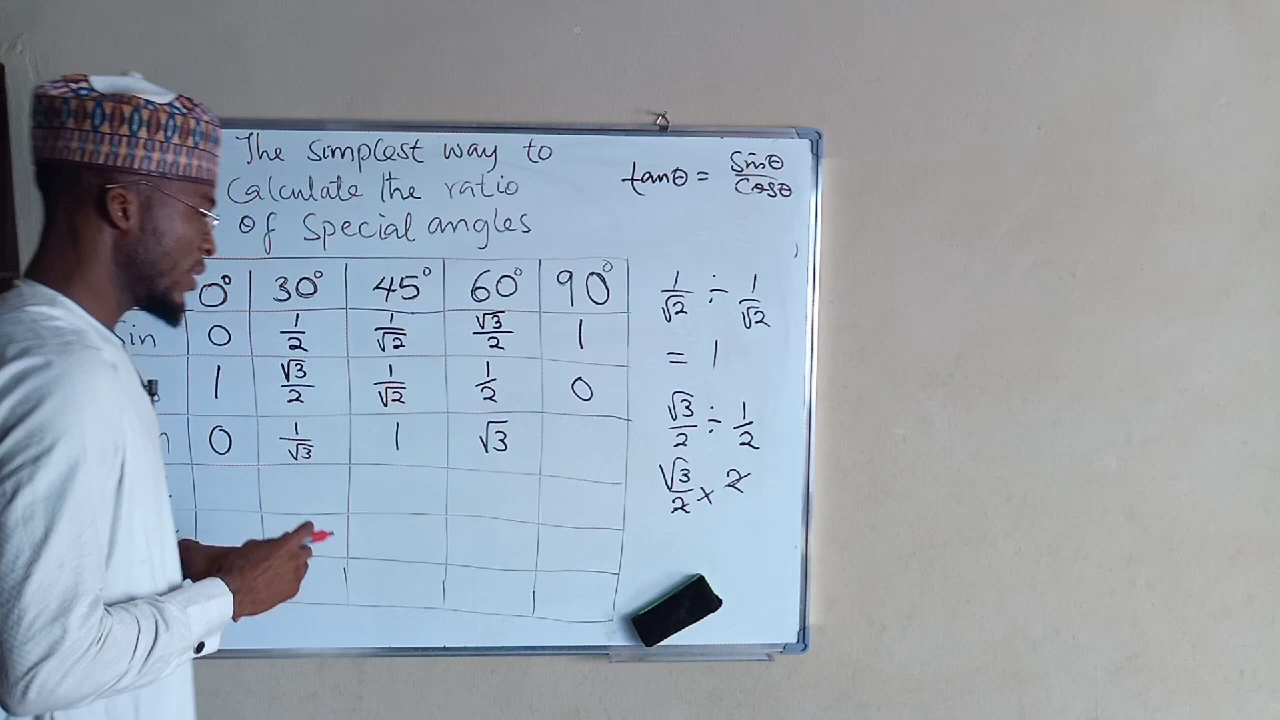 The simplest way to
Calculate the ratio
Of Special angles
tanθ = Sinθ/Cosθ
0° 30° 45° 60° 90°
Sin 0 1/2 1/√2 √3/2 1
1 √3/2 1/√2 1/2 0
n 0 1/√3 1 √3
1/√2 ÷ 1/√2
= 1
√3/2 ÷ 1/2
√3/2 × 2